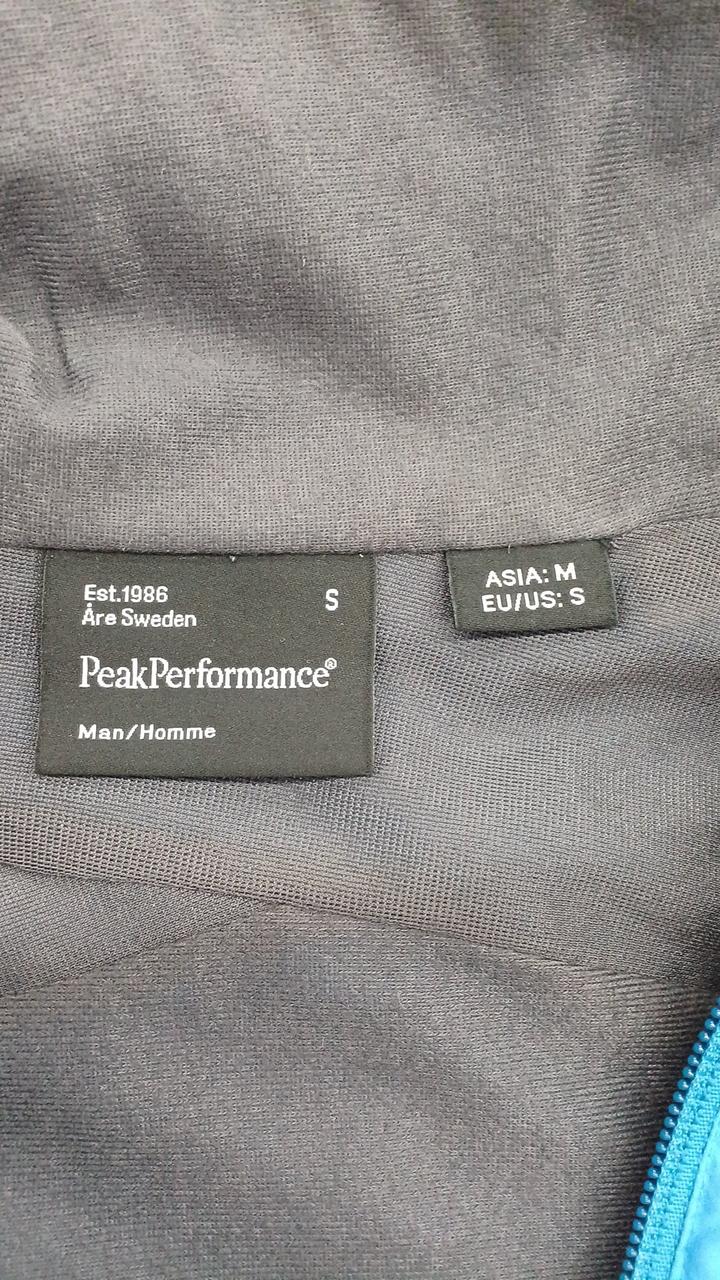 Est.1986
S
Åre Sweden
PeakPerformance®
Man/Homme
ASIA: M
EU/US: S